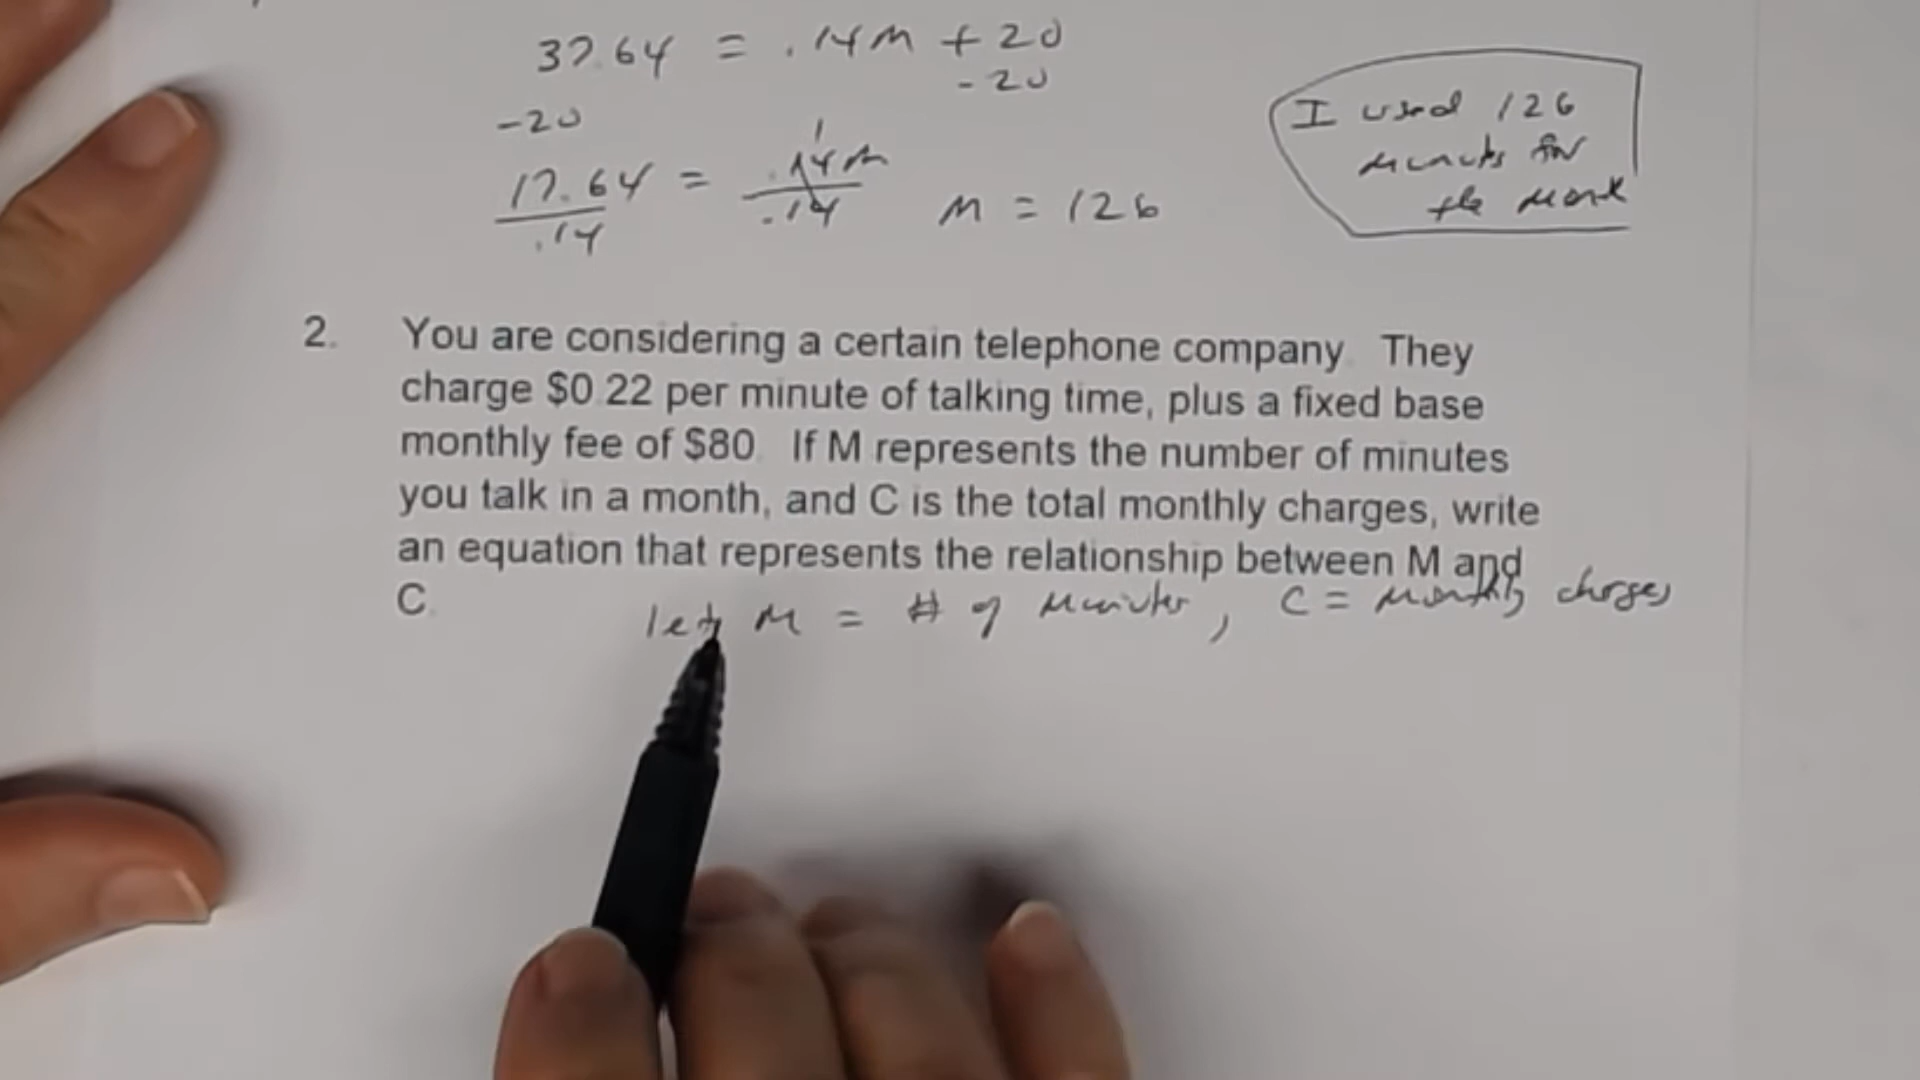 37.64 = .14M + 20
-20
-20
17.64 = .14M
1
.14 .14
M = 126
I used 126
minutes for
the month
2. You are considering a certain telephone company. They
charge $0.22 per minute of talking time, plus a fixed base
monthly fee of $80. If M represents the number of minutes
you talk in a month, and C is the total monthly charges, write
an equation that represents the relationship between M and
C.
let M = # of minutes, C = monthly charges